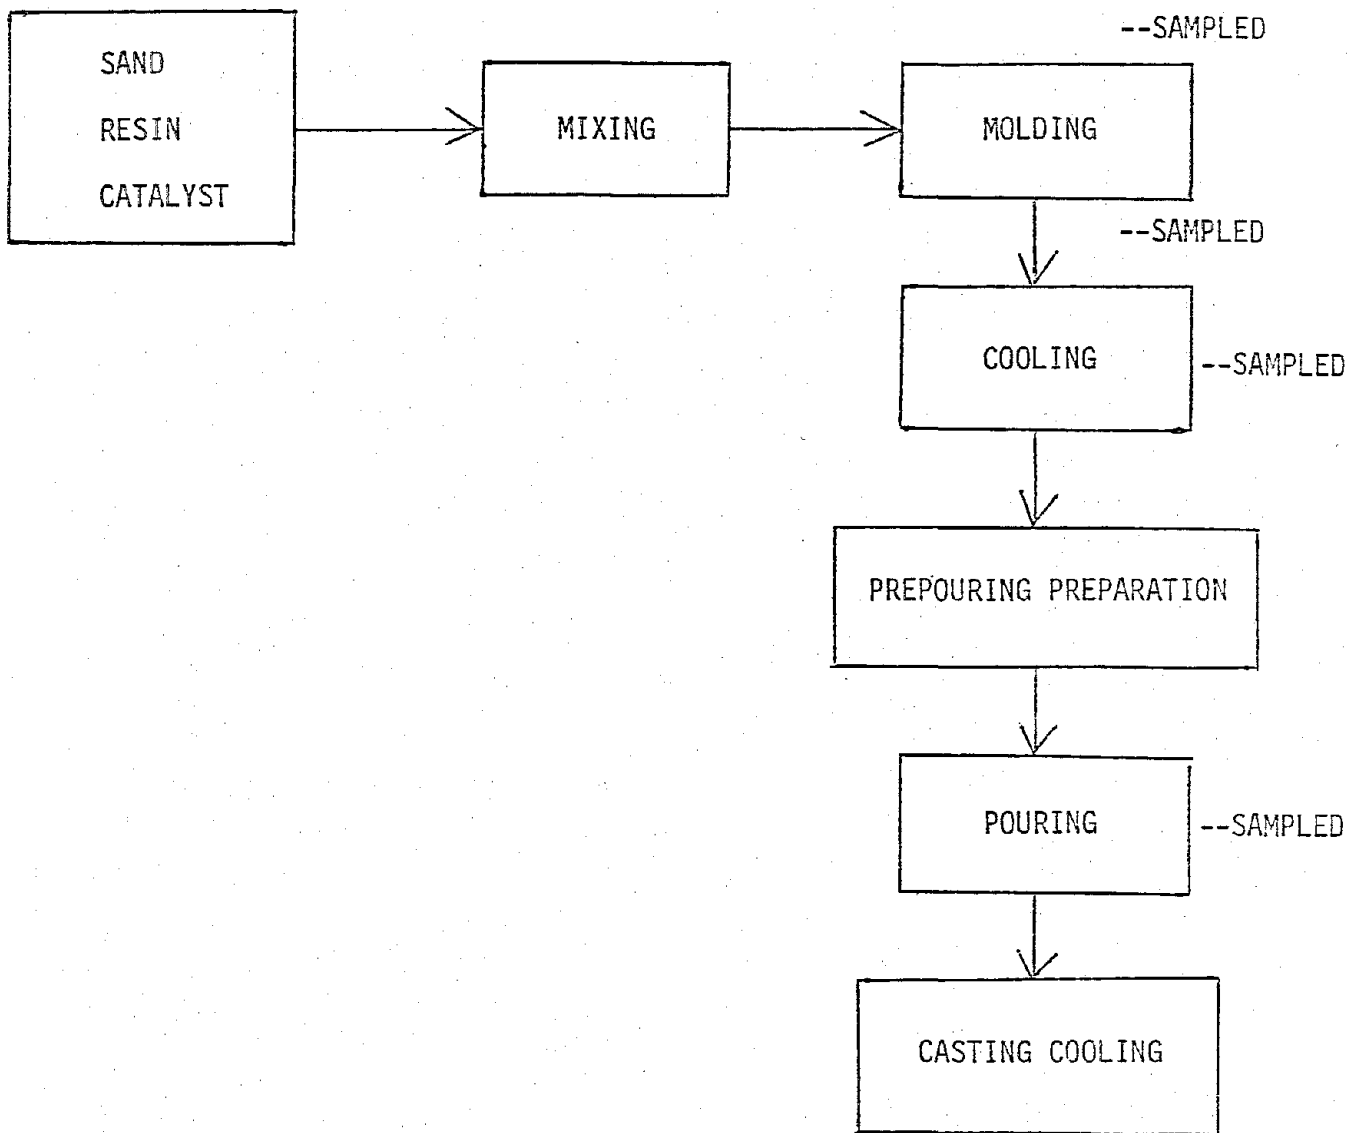 --SAMPLED
SAND
RESIN
CATALYST
MIXING
MOLDING
--SAMPLED
COOLING
--SAMPLED
PREPOURING PREPARATION
POURING
--SAMPLED
CASTING COOLING